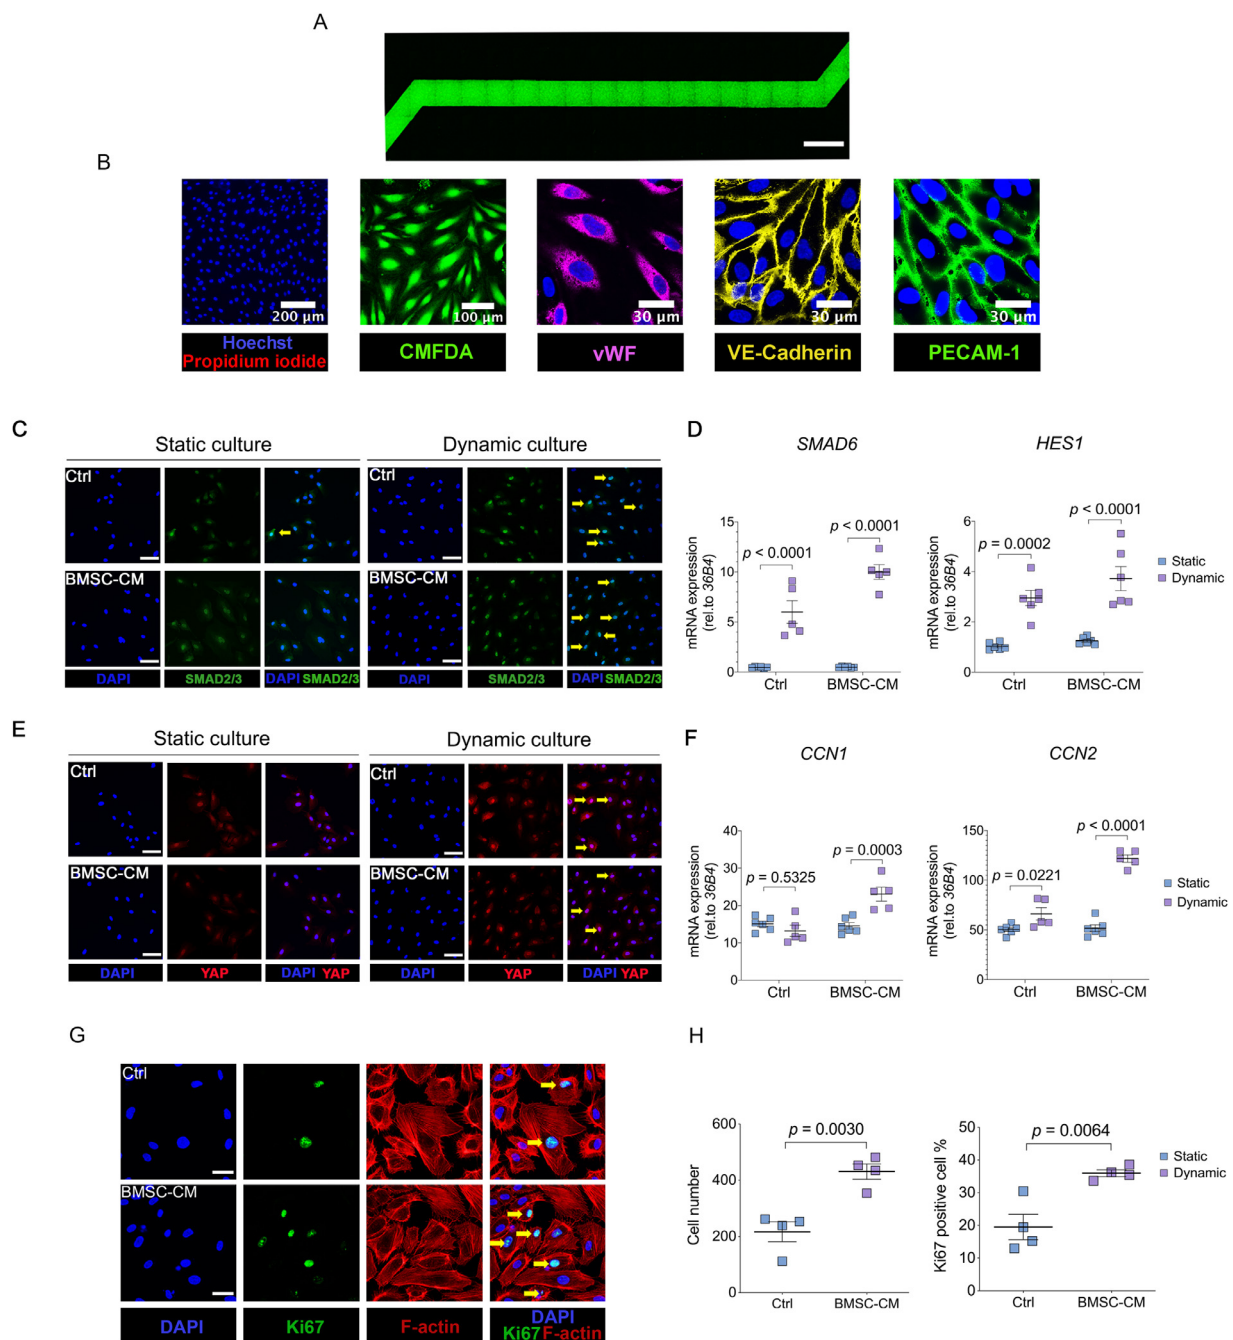 A
B
200 µm
100 µm
30 µm
30 µm
30 µm
Hoechst
Propidium iodide
CMFDA
vWF
VE-Cadherin
PECAM-1
C
Static culture
Dynamic culture
Ctrl
Ctrl
BMSC-CM
BMSC-CM
DAPI
SMAD2/3
DAPI SMAD2/3
DAPI
SMAD2/3
DAPI SMAD2/3
D
SMAD6
mRNA expression
(rel.to 36B4)
15
10
5
0
p < 0.0001
p < 0.0001
Ctrl
BMSC-CM
HES1
mRNA expression
(rel.to 36B4)
6
4
2
0
p = 0.0002
p < 0.0001
Ctrl
BMSC-CM
Static
Dynamic
E
Static culture
Dynamic culture
Ctrl
Ctrl
BMSC-CM
BMSC-CM
DAPI
YAP
DAPI YAP
DAPI
YAP
DAPI YAP
F
CCN1
mRNA expression
(rel.to 36B4)
40
30
20
10
0
p = 0.5325
p = 0.0003
Ctrl
BMSC-CM
CCN2
mRNA expression
(rel.to 36B4)
150
100
50
0
p = 0.0221
p < 0.0001
Ctrl
BMSC-CM
Static
Dynamic
G
Ctrl
BMSC-CM
DAPI
Ki67
F-actin
DAPI
Ki67 F-actin
H
Cell number
600
400
200
0
p = 0.0030
Ctrl
BMSC-CM
Ki67 positive cell %
50
40
30
20
10
0
p = 0.0064
Ctrl
BMSC-CM
Static
Dynamic